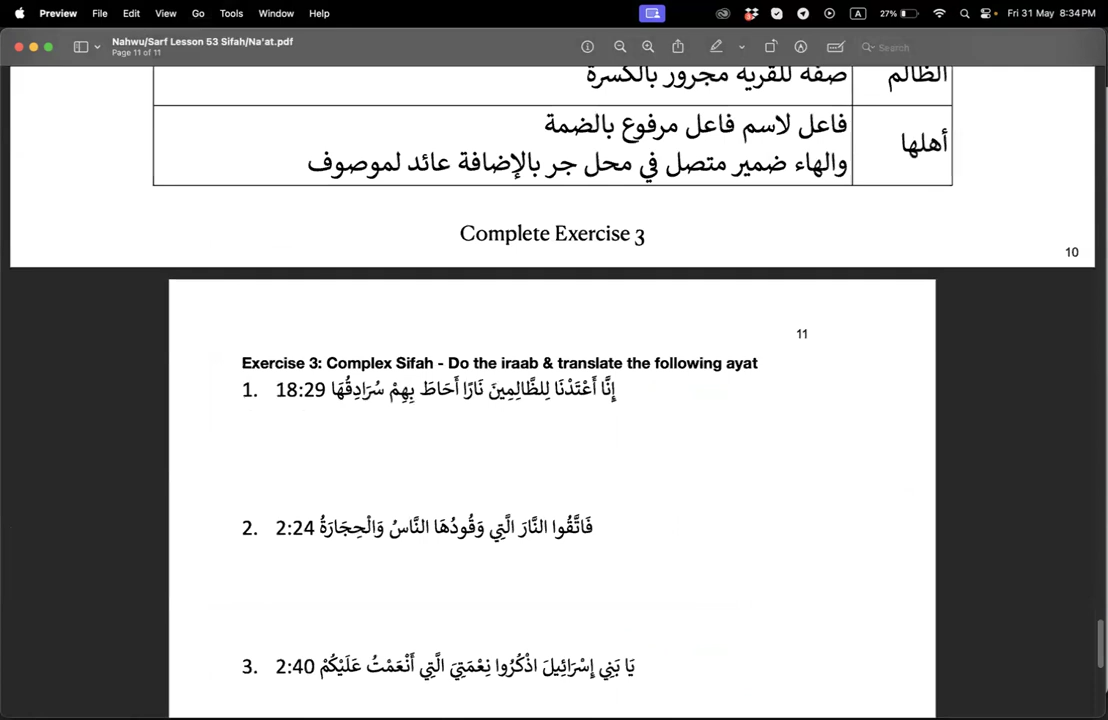 Preview File Edit View Go Tools Window Help 27% Fri 31 May 8:34 PM
Nahwu/Sarf Lesson 53 Sifah/Na'at.pdf
Page 11 of 11
Search
الظالم صفة للقرية مجرور بالكسرة
أهلها فاعل لاسم فاعل مرفوع بالضمة
والهاء ضمير متصل في محل جر بالإضافة عائد لموصوف
Complete Exercise 3
10
11
Exercise 3: Complex Sifah - Do the iraab & translate the following ayat
1. 18:29 إِنَّا أَعْتَدْنَا لِلظَّالِمِينَ نَارًا أَحَاطَ بِهِمْ سُرَادِقُهَا
2. 2:24 فَاتَّقُوا النَّارَ الَّتِي وَقُودُهَا النَّاسُ وَالْحِجَارَةُ
3. 2:40 يَا بَنِي إِسْرَائِيلَ اذْكُرُوا نِعْمَتِيَ الَّتِي أَنْعَمْتُ عَلَيْكُمْ